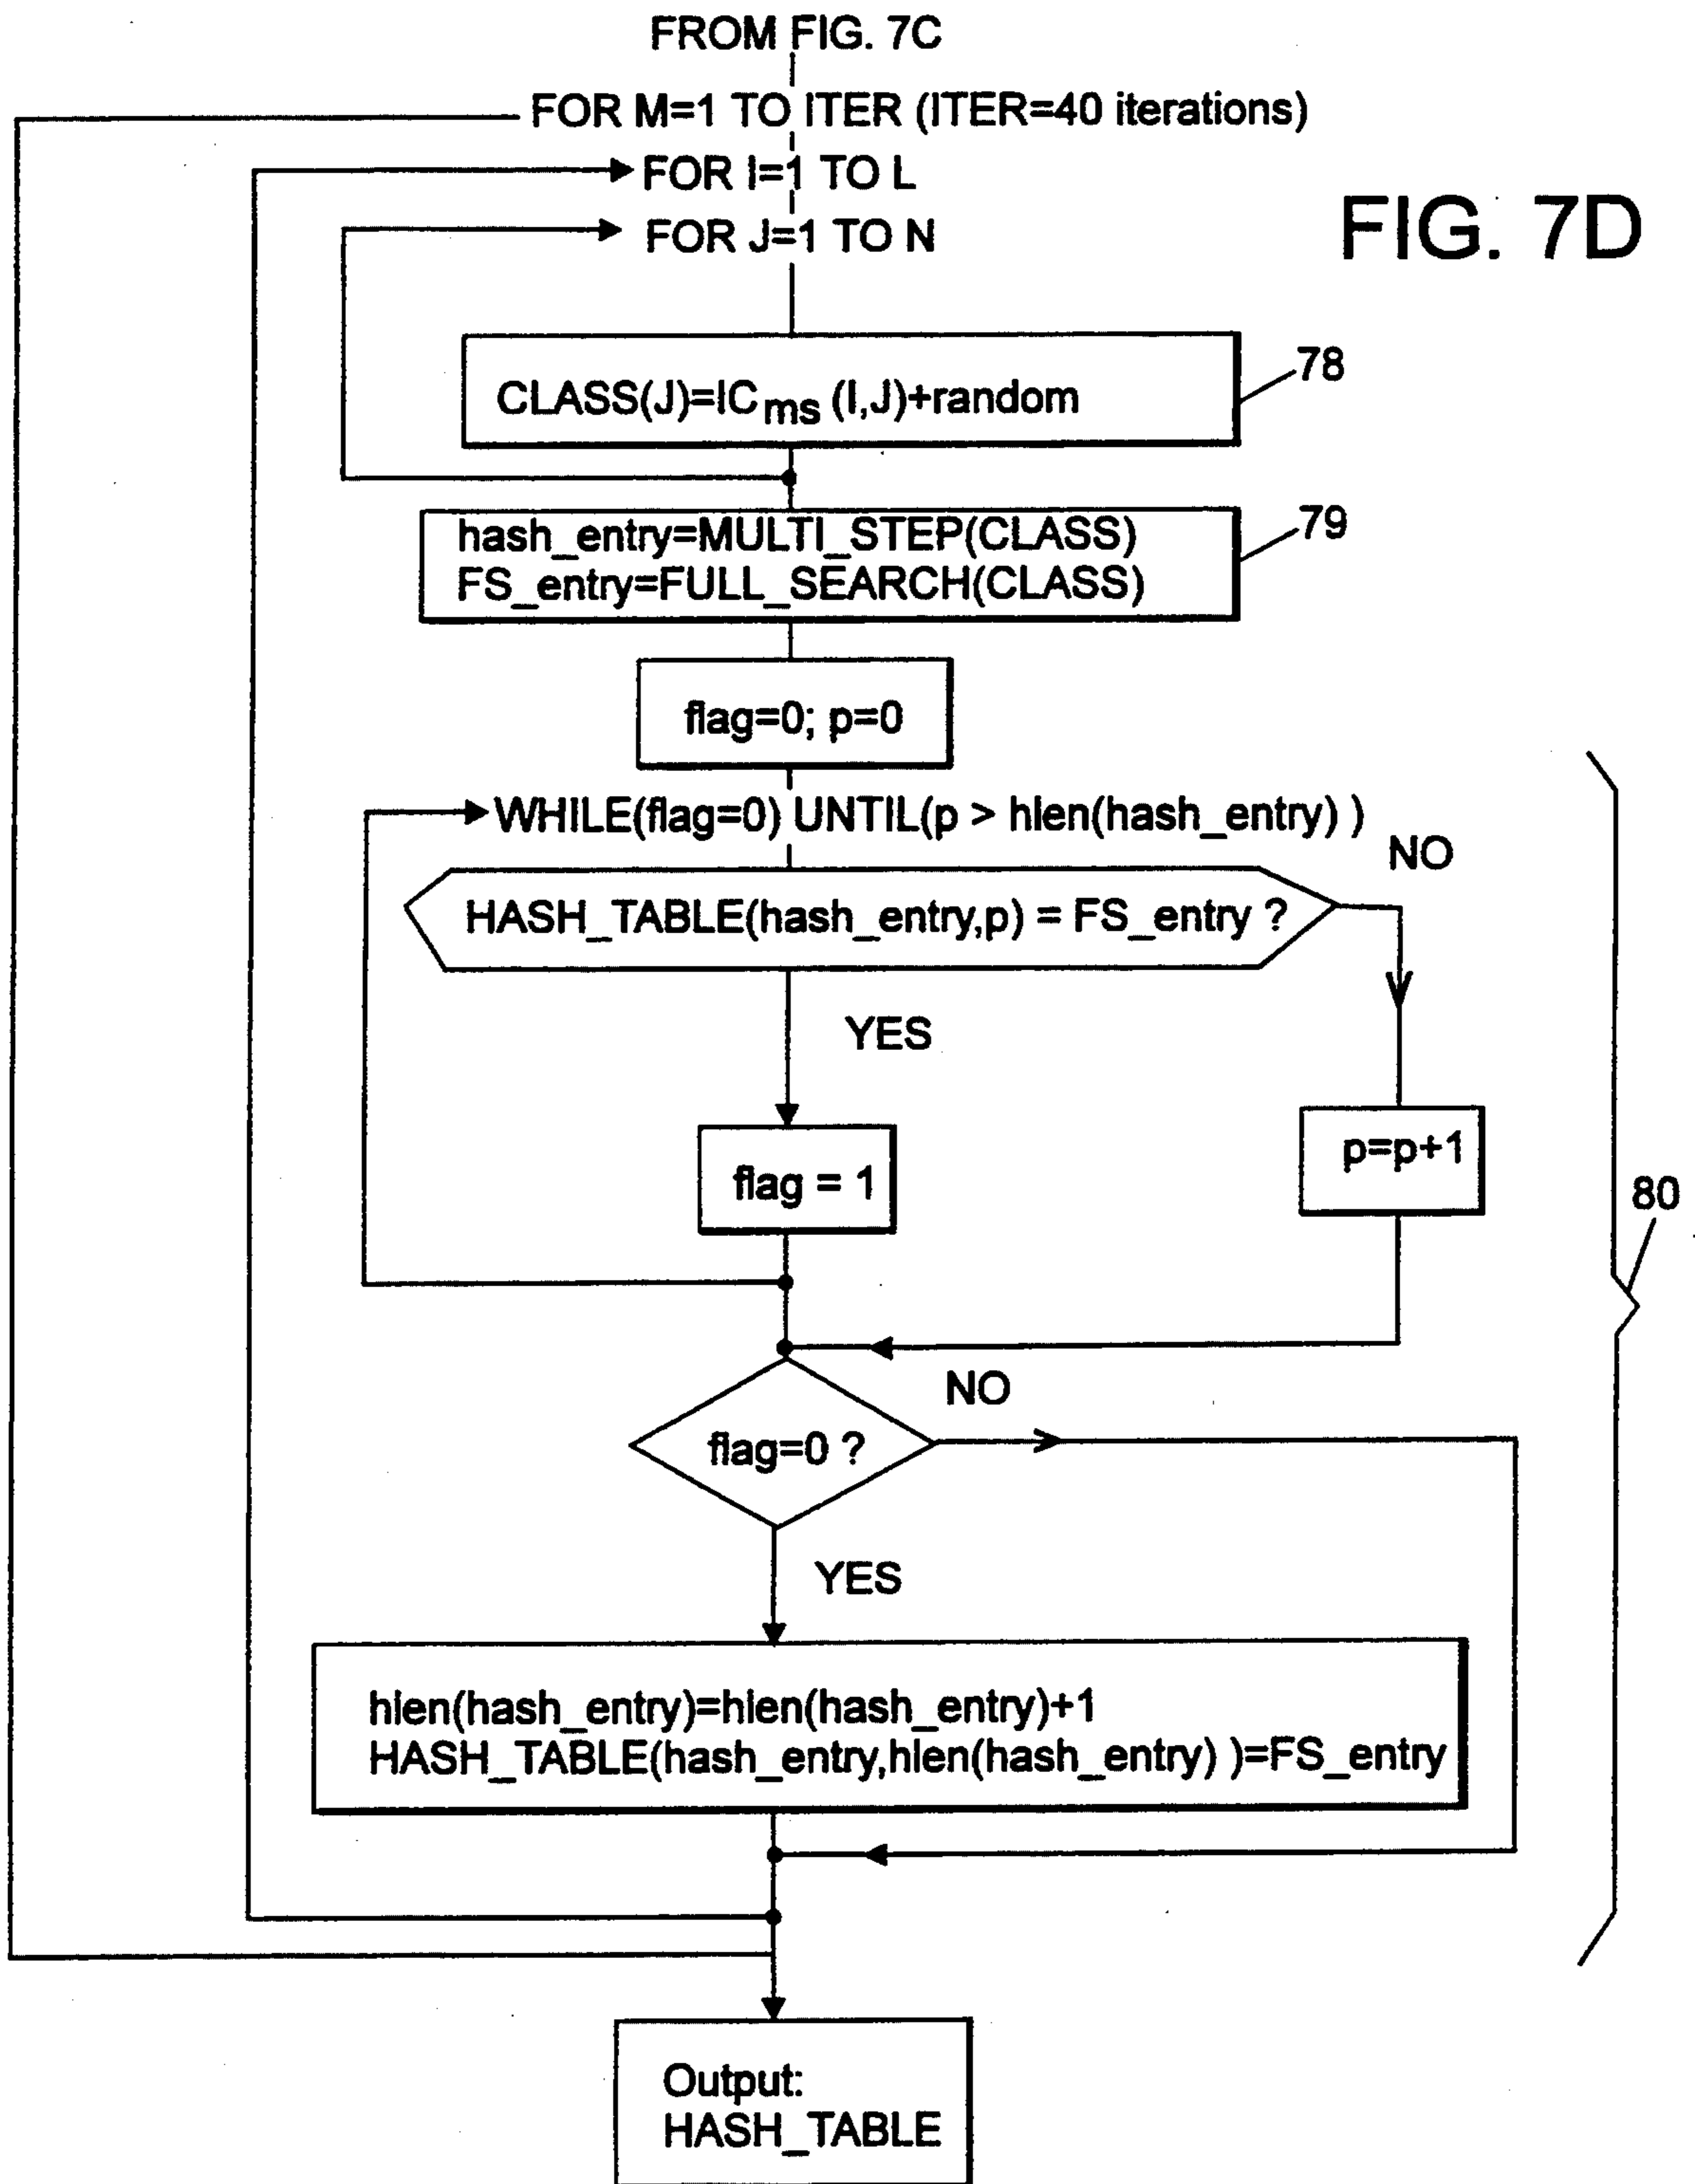 FROM FIG. 7C
FOR M=1 TO ITER (ITER=40 iterations)
FOR I=1 TO L
FOR J=1 TO N
FIG. 7D
CLASS(J)=ICms (I,J)+random
78
hash_entry=MULTI_STEP(CLASS)
FS_entry=FULL_SEARCH(CLASS)
79
flag=0; p=0
WHILE(flag=0) UNTIL(p > hlen(hash_entry) )
NO
HASH_TABLE(hash_entry,p) = FS_entry ?
YES
flag = 1
p=p+1
80
NO
flag=0 ?
YES
hlen(hash_entry)=hlen(hash_entry)+1
HASH_TABLE(hash_entry,hlen(hash_entry) )=FS_entry
Output:
HASH_TABLE